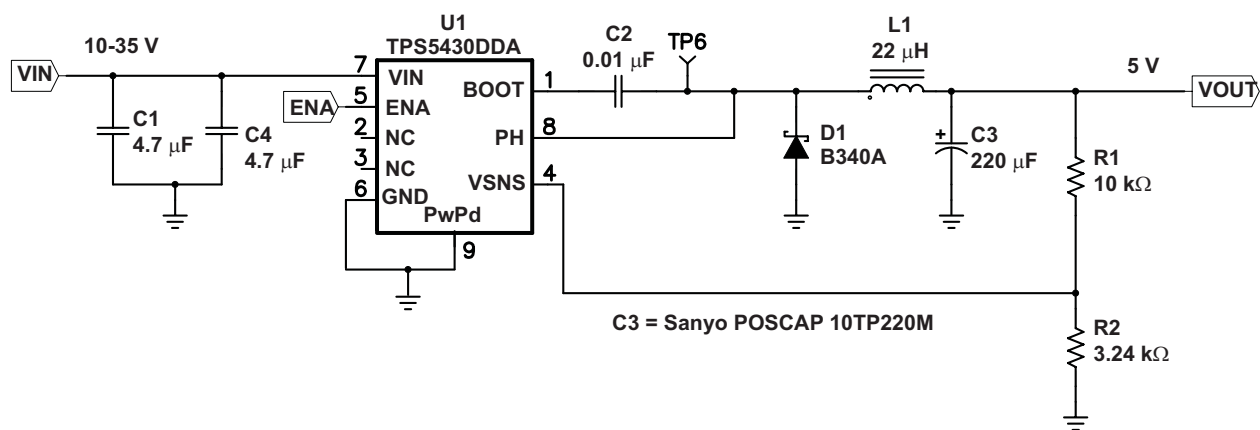 U1
TPS5430DDA
10-35 V
VIN
C1
4.7 μF
C4
4.7 μF
ENA
7
5
2
3
6
VIN
ENA
NC
NC
GND
BOOT
PH
VSNS
PwPd
1
8
4
9
C2
0.01 μF
TP6
L1
22 μH
5 V
VOUT
D1
B340A
C3
220 μF
+
R1
10 kΩ
C3 = Sanyo POSCAP 10TP220M
R2
3.24 kΩ